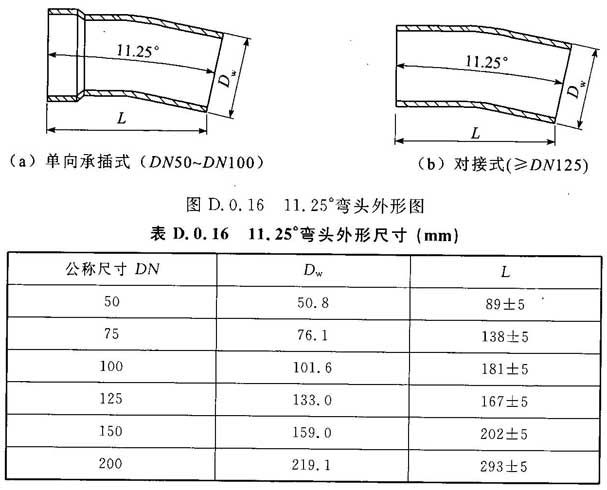 11.25°
D_w
L
(a) 单向承插式 (DN50~DN100)
11.25°
D_w
L
(b) 对接式(≥DN125)
图 D.0.16 11.25°弯头外形图
表 D.0.16 11.25°弯头外形尺寸 (mm)
公称尺寸 DN D_w L
50 50.8 89±5
75 76.1 138±5
100 101.6 181±5
125 133.0 167±5
150 159.0 202±5
200 219.1 293±5